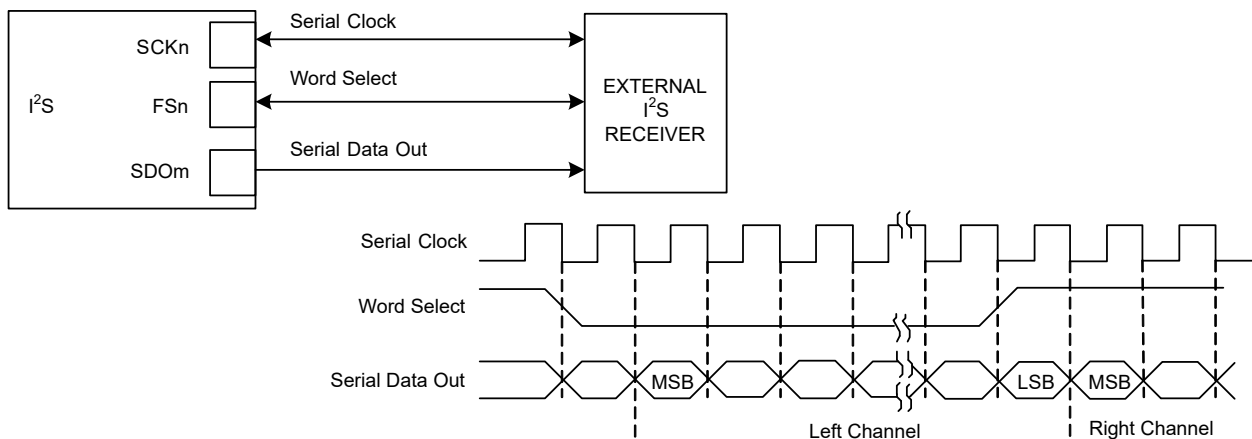 Serial Clock
SCKn
Word Select
I²S
FSn
EXTERNAL
I²S
RECEIVER
Serial Data Out
SDOm
Serial Clock
Word Select
Serial Data Out
MSB
LSB
MSB
Left Channel
Right Channel